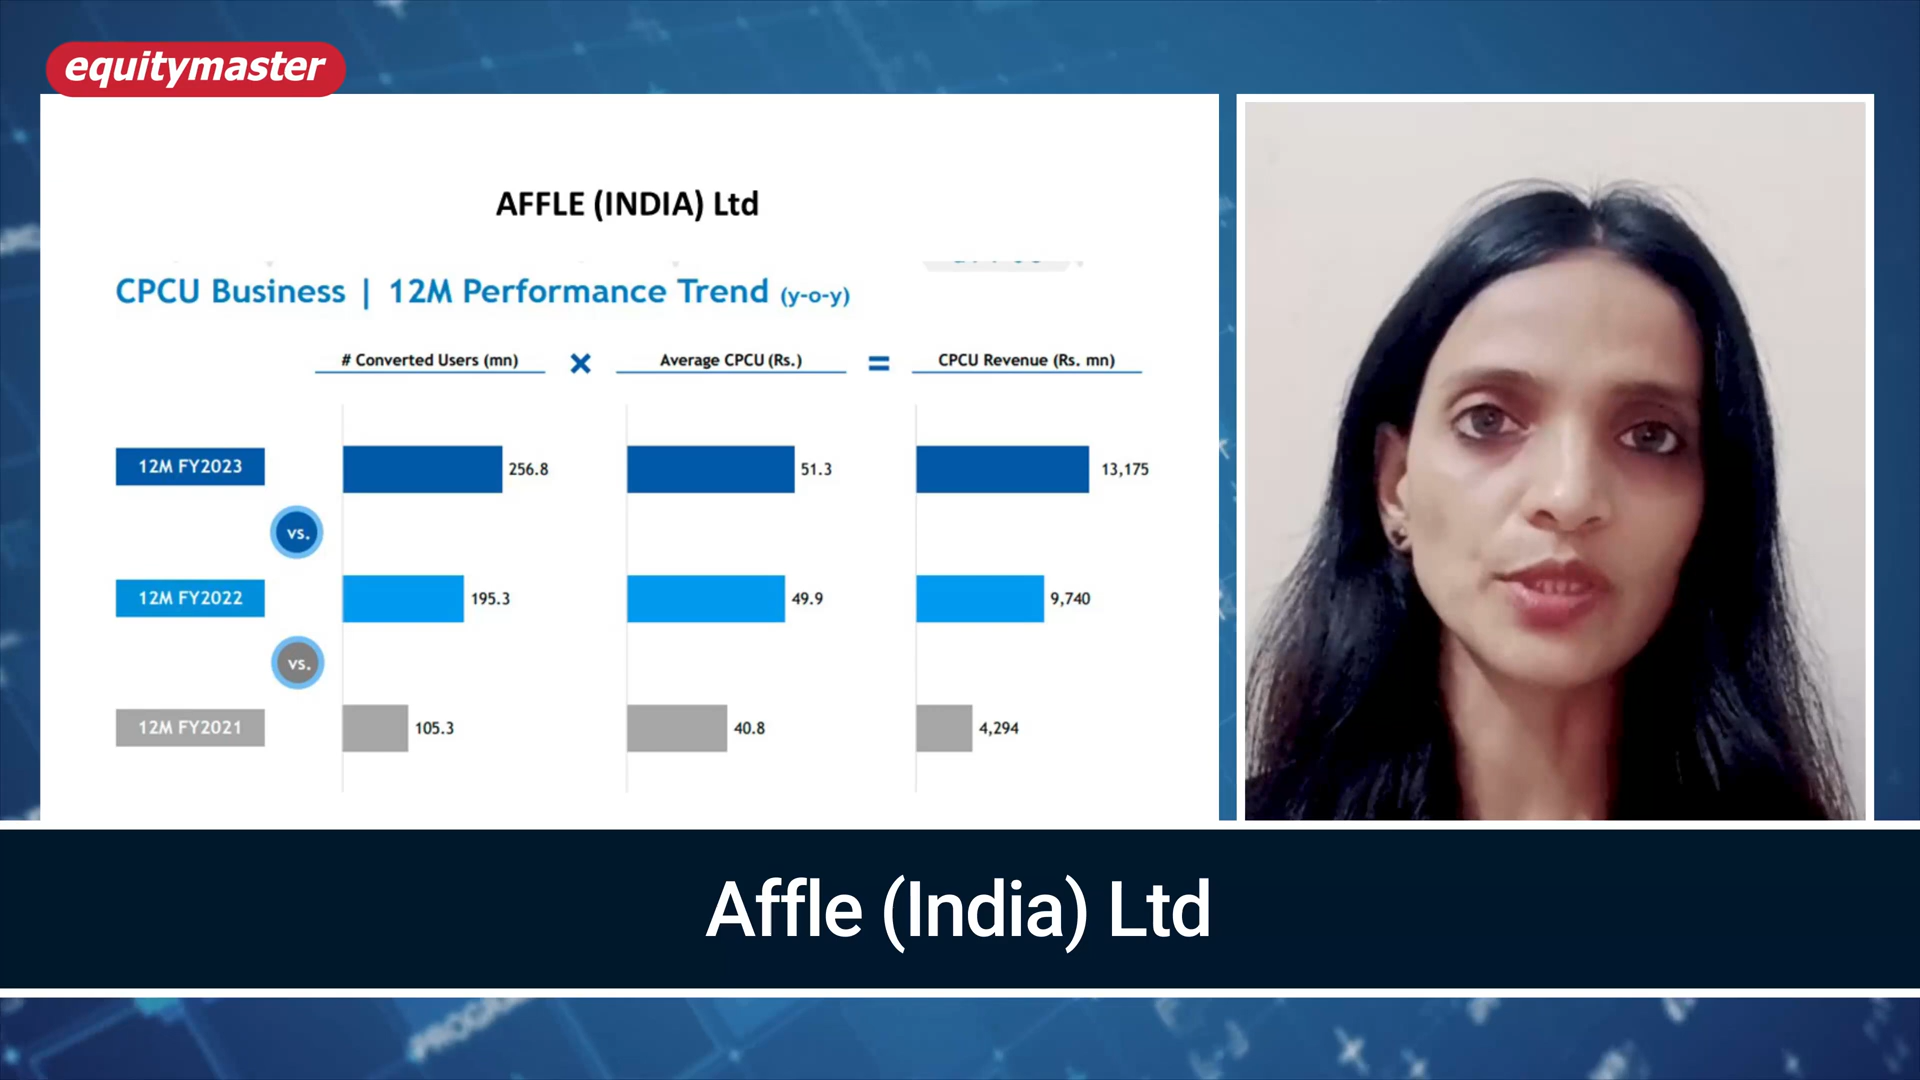 equitymaster
AFFLE (INDIA) Ltd
CPCU Business | 12M Performance Trend (y-o-y)
# Converted Users (mn) × Average CPCU (Rs.) = CPCU Revenue (Rs. mn)
12M FY2023 256.8 51.3 13,175
vs.
12M FY2022 195.3 49.9 9,740
vs.
12M FY2021 105.3 40.8 4,294
Affle (India) Ltd